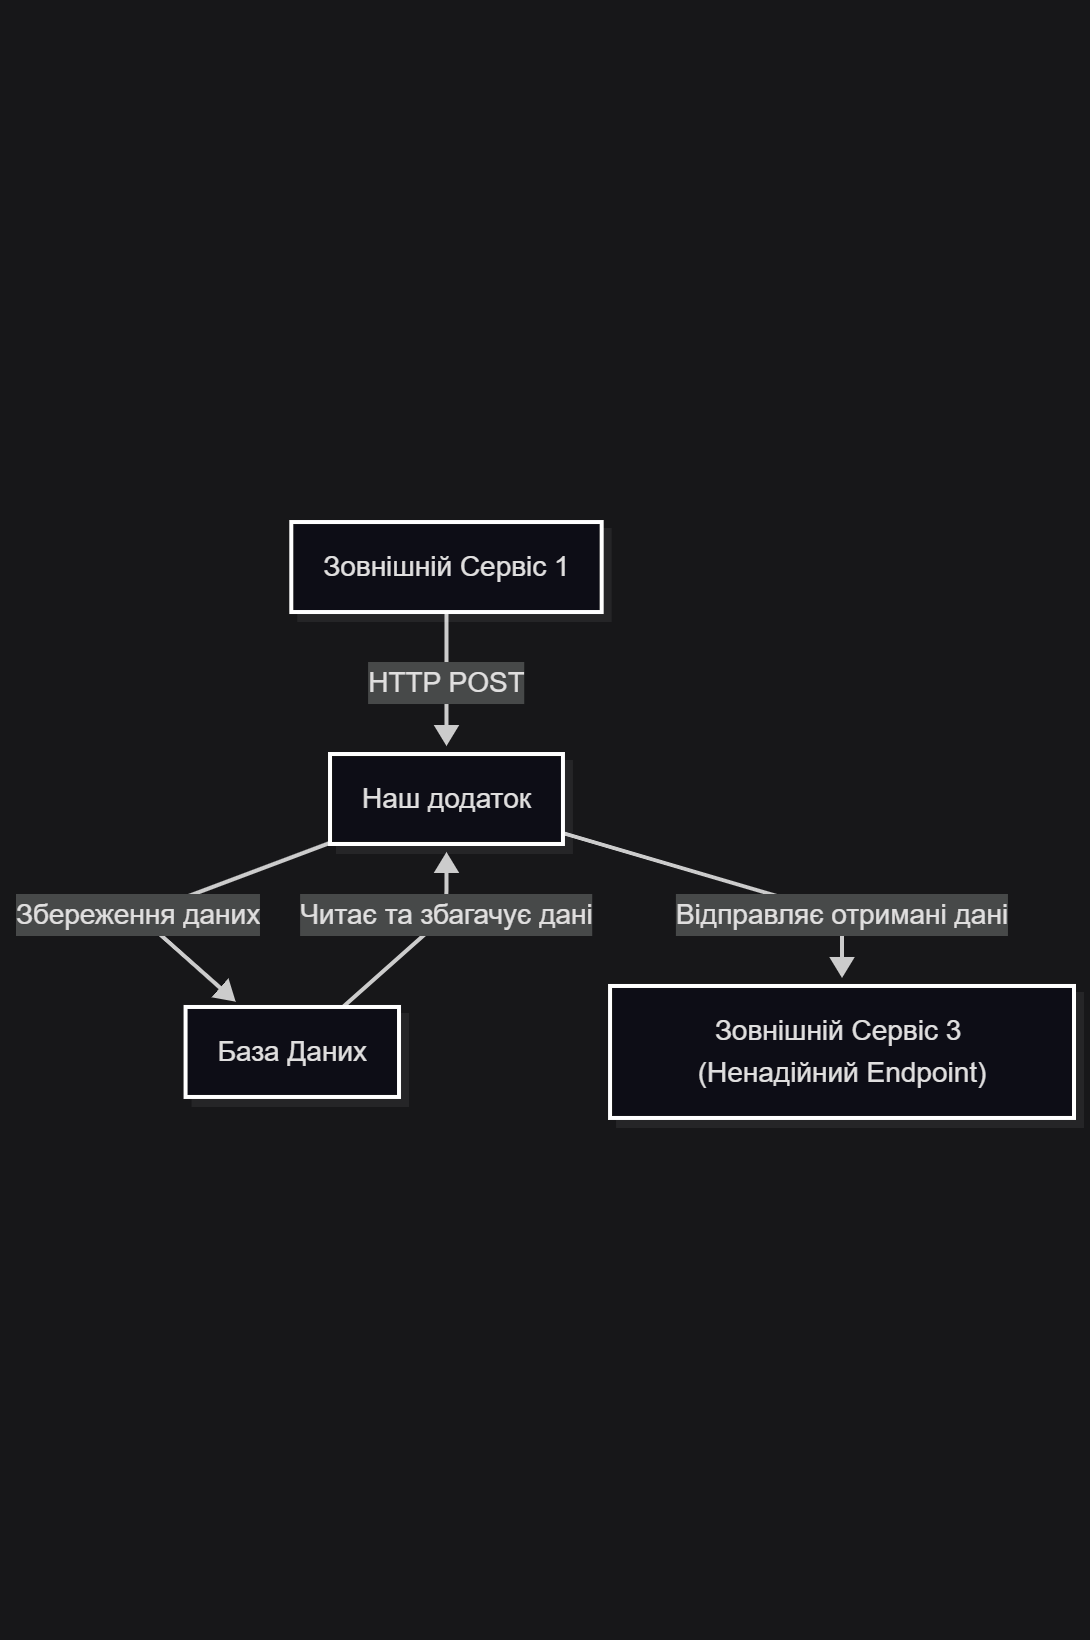 Зовнішній Сервіс 1
HTTP POST
Наш додаток
Збереження даних
Читає та збагачує дані
Відправляє отримані дані
База Даних
Зовнішній Сервіс 3
(Ненадійний Endpoint)